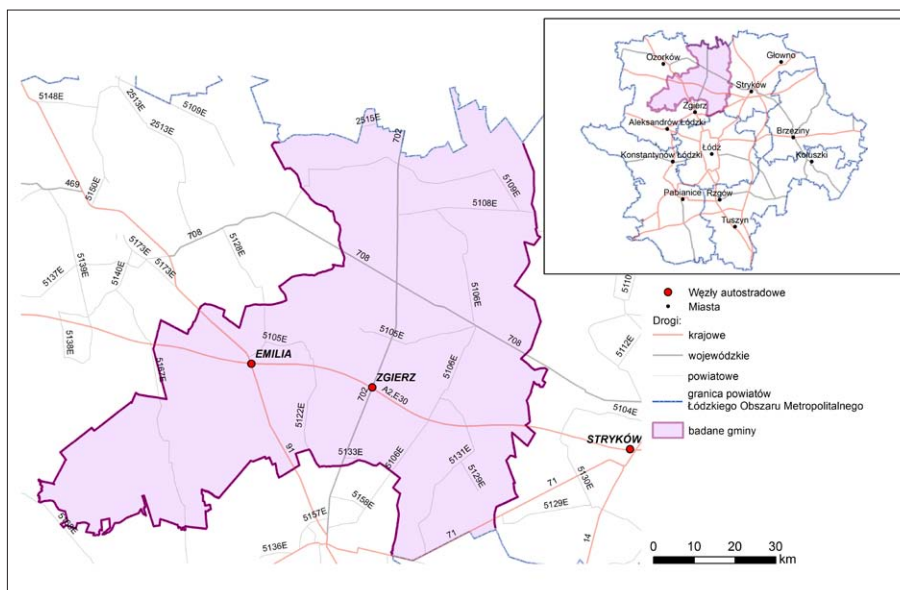 Ozorków
Głowno
Stryków
Zgierz
Aleksandrów Łódzki
Brzeziny
Łódź
Konstantynów Łódzki
Koluszki
Pabianice
Rzgów
Tuszyn
5148E
2513E
2513E
5109E
2515E
702
469
5150E
708
5128E
5109E
5108E
708
5173E
5173E
5139E
5140E
5137E
5138E
5106E
5110
5112E
708
5105E
5105E
EMILIA
ZGIERZ
A2,E30
702
5106E
5167E
5122E
91
5133E
5106E
5104E
STRYKÓW
5131E
5129E
5130E
71
5129E
5158E
5157E
5136E
71
14
Węzły autostradowe
Miasta
Drogi:
krajowe
wojewódzkie
powiatowe
granica powiatów
Łódzkiego Obszaru Metropolitalnego
badane gminy
0 10 20 30
km